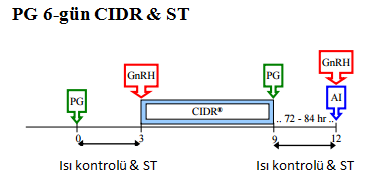 PG 6-gün CIDR & ST
GnRH
GnRH
PG
PG
AI
CIDR®
.. 72 - 84 hr ..
0
3
9
12
Isı kontrolü & ST
Isı kontrolü & ST